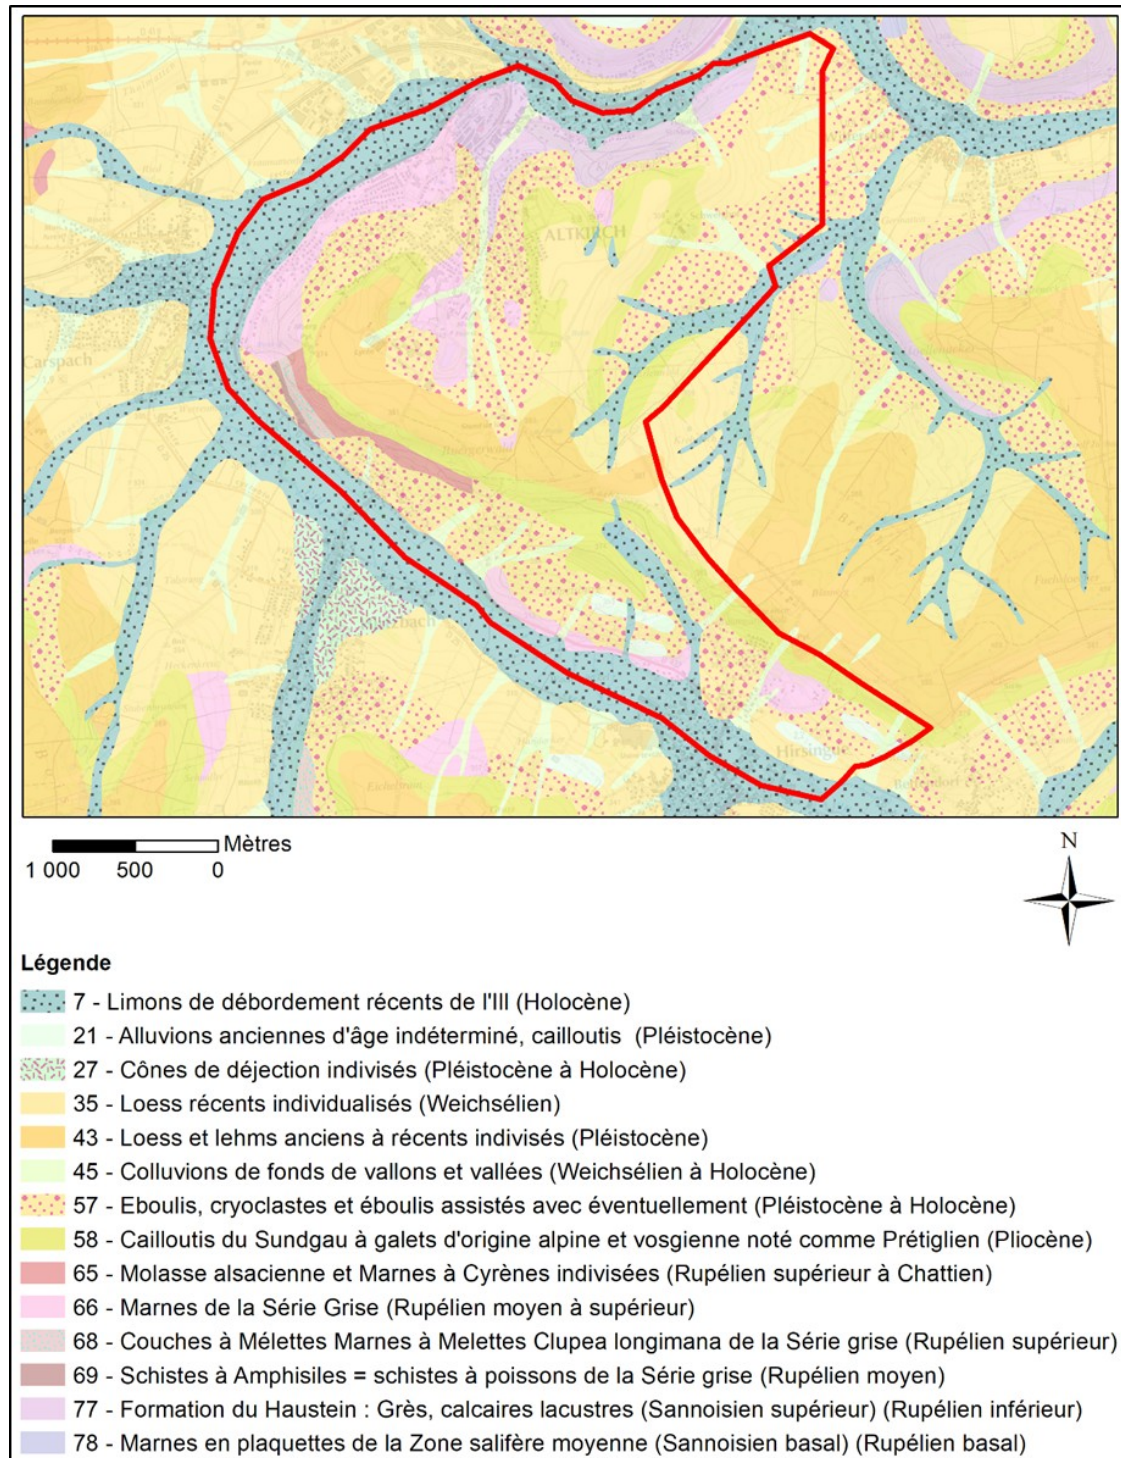 ALTKIRCH
Carspach
Hirsingue
Mètres
1 000 500 0
N
Légende
7 - Limons de débordement récents de l'Ill (Holocène)
21 - Alluvions anciennes d'âge indéterminé, cailloutis (Pléistocène)
27 - Cônes de déjection indivisés (Pléistocène à Holocène)
35 - Loess récents individualisés (Weichsélien)
43 - Loess et lehms anciens à récents indivisés (Pléistocène)
45 - Colluvions de fonds de vallons et vallées (Weichsélien à Holocène)
57 - Eboulis, cryoclastes et éboulis assistés avec éventuellement (Pléistocène à Holocène)
58 - Cailloutis du Sundgau à galets d'origine alpine et vosgienne noté comme Prétiglien (Pliocène)
65 - Molasse alsacienne et Marnes à Cyrènes indivisées (Rupélien supérieur à Chattien)
66 - Marnes de la Série Grise (Rupélien moyen à supérieur)
68 - Couches à Mélettes Marnes à Melettes Clupea longimana de la Série grise (Rupélien supérieur)
69 - Schistes à Amphisiles = schistes à poissons de la Série grise (Rupélien moyen)
77 - Formation du Haustein : Grès, calcaires lacustres (Sannoisien supérieur) (Rupélien inférieur)
78 - Marnes en plaquettes de la Zone salifère moyenne (Sannoisien basal) (Rupélien basal)